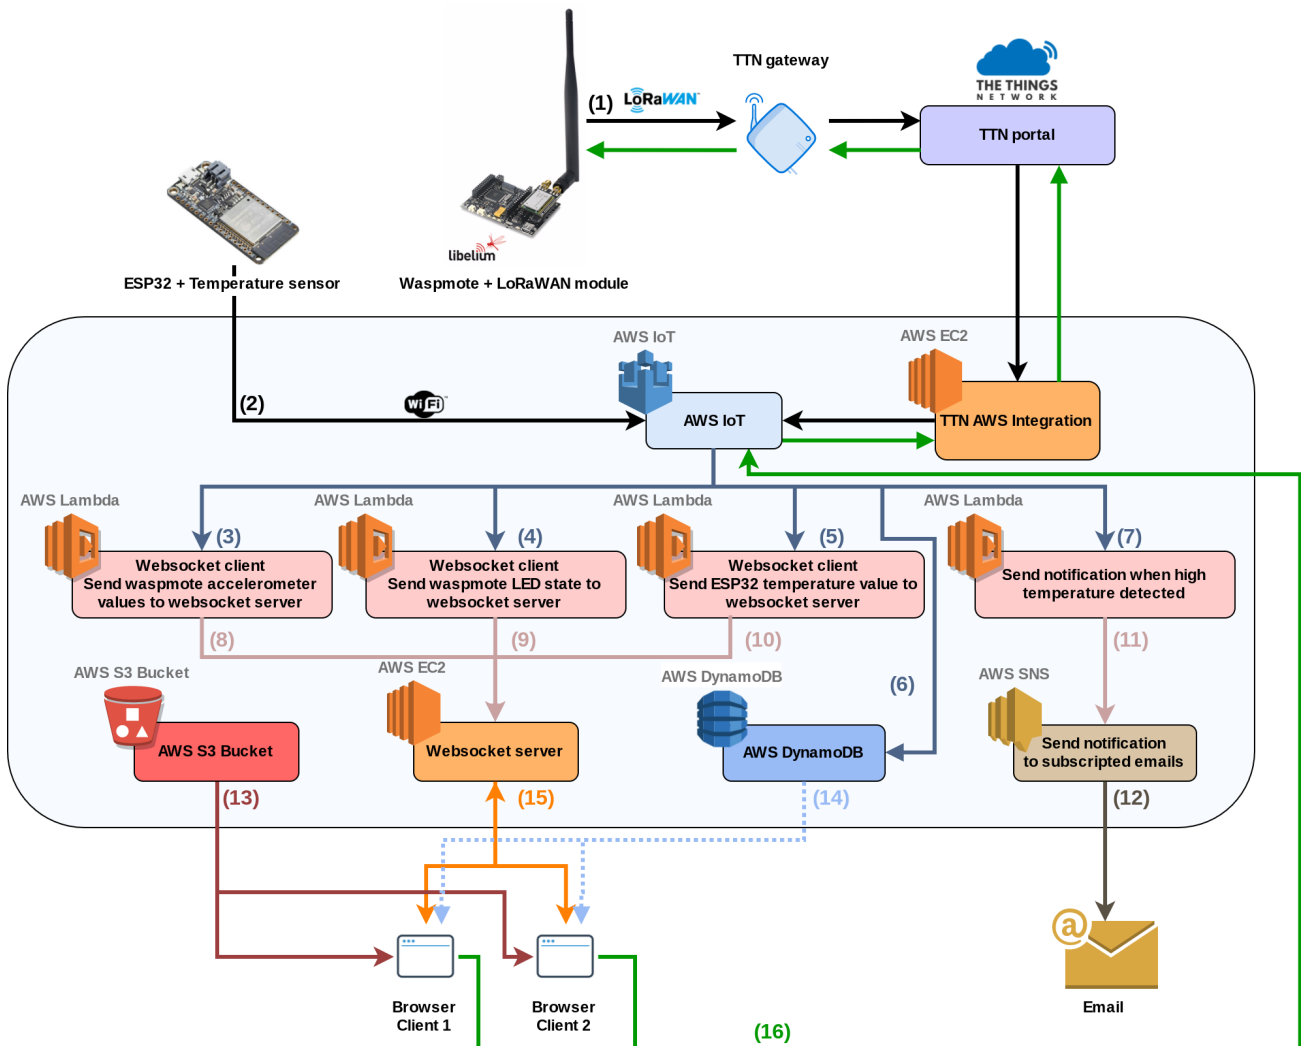 TTN gateway
(1)
LoRaWAN
THE THINGS
NETWORK
TTN portal
libelium
ESP32 + Temperature sensor
Waspmote + LoRaWAN module
AWS IoT
AWS EC2
(2)
WiFi
AWS IoT
TTN AWS Integration
AWS Lambda
AWS Lambda
AWS Lambda
AWS Lambda
(3)
(4)
(5)
(7)
Websocket client
Send waspmote accelerometer
values to websocket server
Websocket client
Send waspmote LED state to
websocket server
Websocket client
Send ESP32 temperature value to
websocket server
Send notification when high
temperature detected
(8)
(9)
(10)
(11)
AWS S3 Bucket
AWS EC2
AWS DynamoDB
(6)
AWS SNS
AWS S3 Bucket
Websocket server
AWS DynamoDB
Send notification
to subscripted emails
(13)
(15)
(14)
(12)
@
Browser
Client 1
Browser
Client 2
Email
(16)